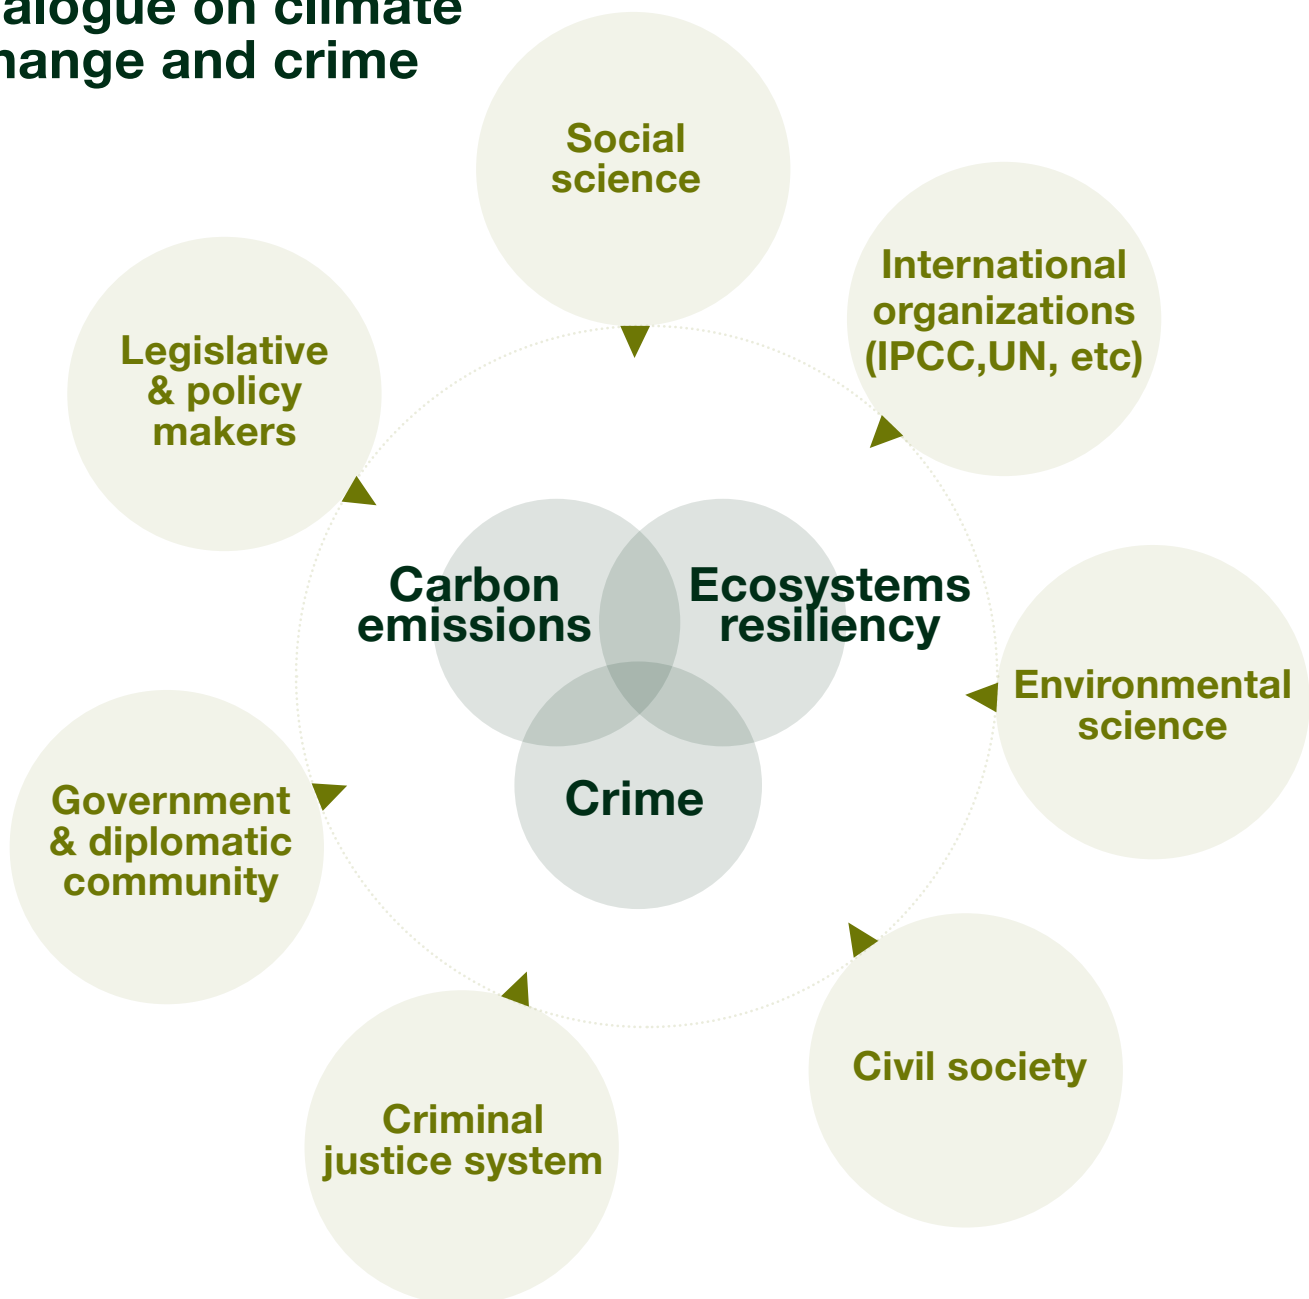 alogue on climate
hange and crime
Social
science
International
organizations
(IPCC,UN, etc)
Legislative
& policy
makers
Carbon
emissions
Ecosystems
resiliency
Environmental
science
Crime
Government
& diplomatic
community
Civil society
Criminal
justice system